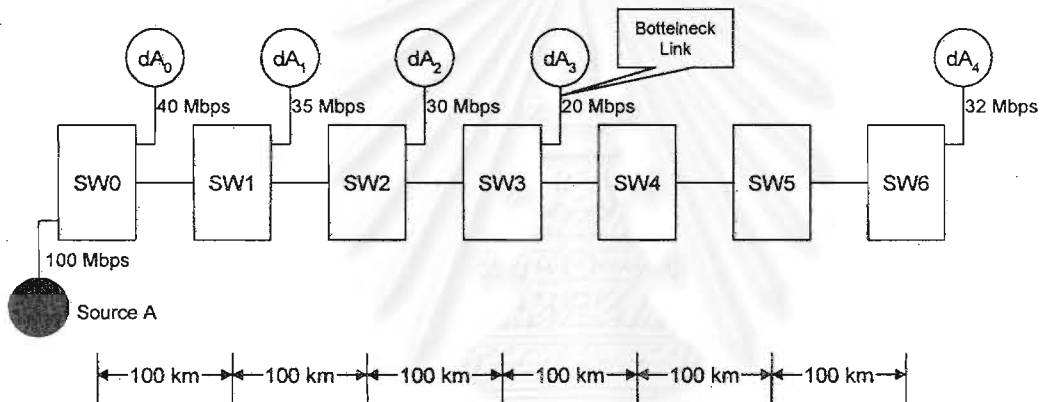 Bottelneck
Link
dA0
dA1
dA2
dA3
dA4
40 Mbps
35 Mbps
30 Mbps
20 Mbps
32 Mbps
SW0
SW1
SW2
SW3
SW4
SW5
SW6
100 Mbps
Source A
100 km
100 km
100 km
100 km
100 km
100 km